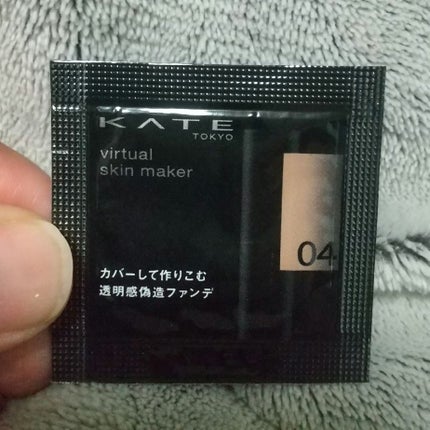 KATE
TOKYO
virtual
skin maker
04
カバーして作りこむ
透明感偽造ファンデ